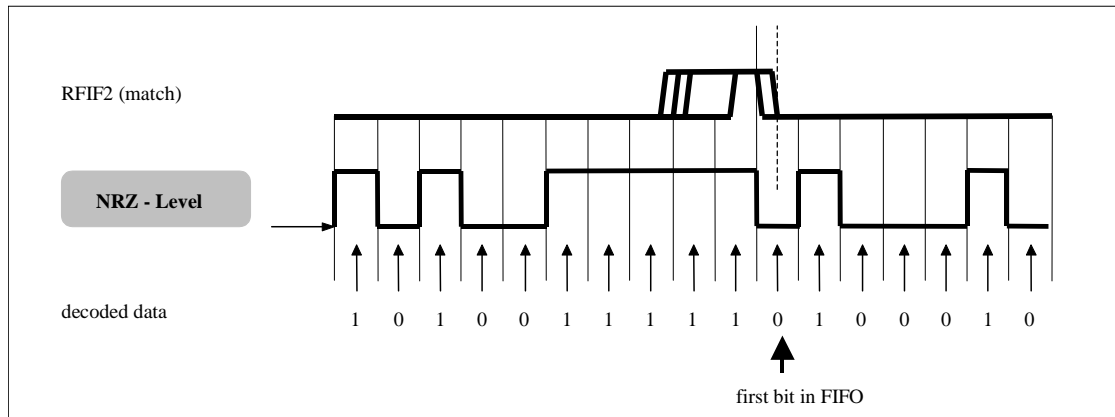 RFIF2 (match)
NRZ - Level
decoded data
1 0 1 0 0 1 1 1 1 1 0 1 0 0 0 1 0
first bit in FIFO